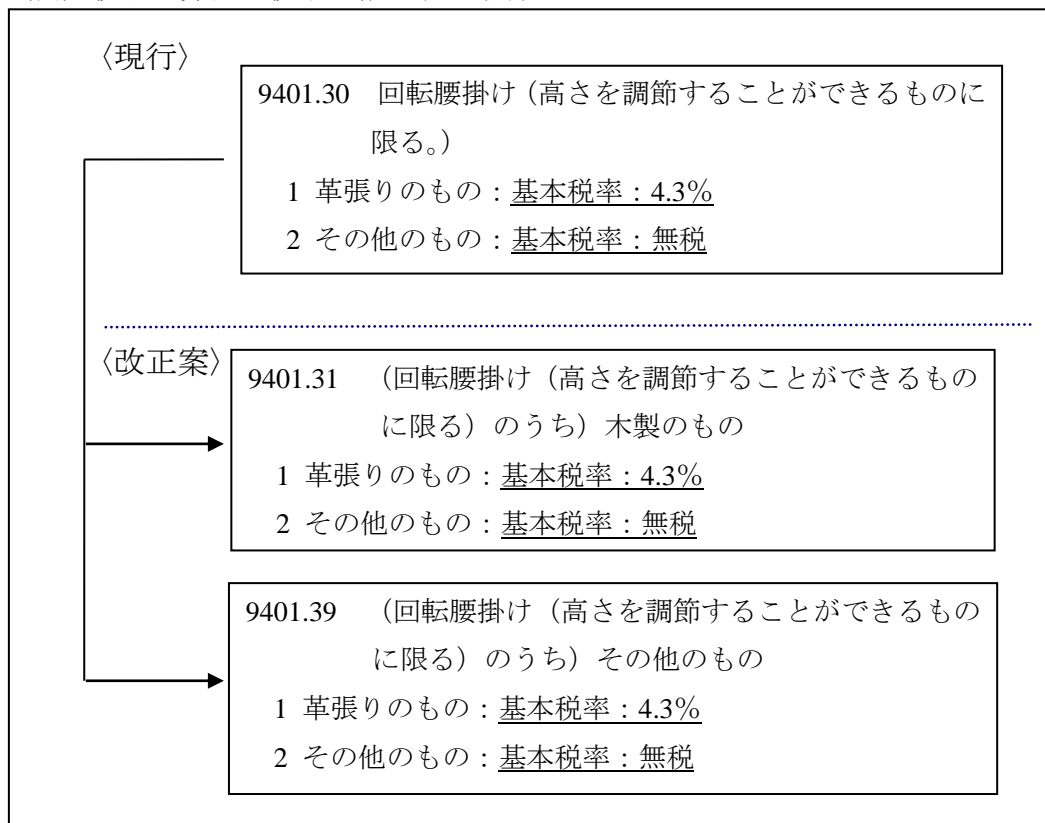 〈現行〉
9401.30 回転腰掛け（高さを調節することができるものに
限る。）
1 革張りのもの：基本税率：4.3％
2 その他のもの：基本税率：無税
〈改正案〉
9401.31 （回転腰掛け（高さを調節することができるもの
に限る）のうち）木製のもの
1 革張りのもの：基本税率：4.3％
2 その他のもの：基本税率：無税
9401.39 （回転腰掛け（高さを調節することができるもの
に限る）のうち）その他のもの
1 革張りのもの：基本税率：4.3％
2 その他のもの：基本税率：無税